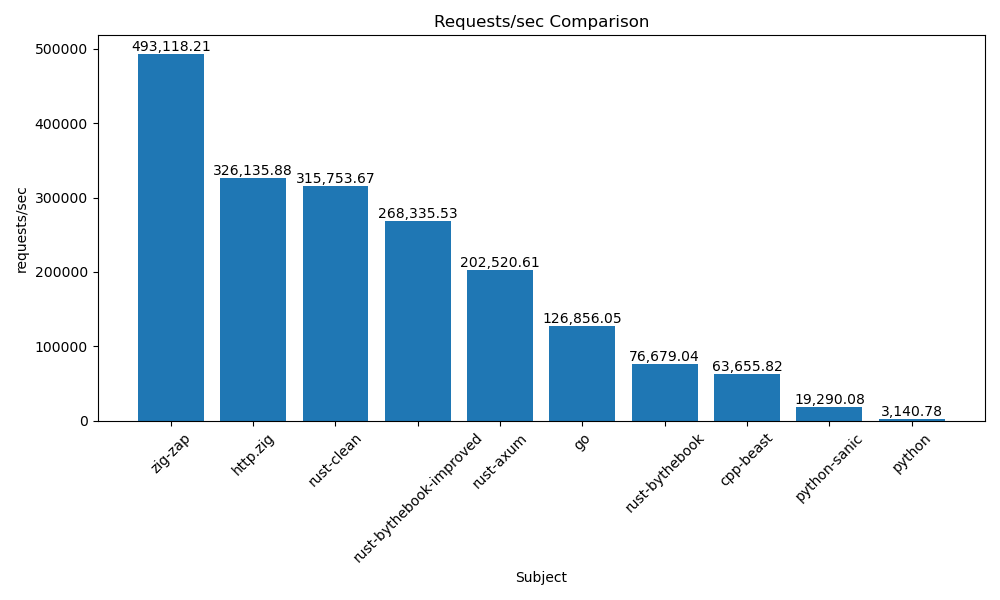 Requests/sec Comparison
requests/sec
500000
400000
300000
200000
100000
0
493,118.21
326,135.88
315,753.67
268,335.53
202,520.61
126,856.05
76,679.04
63,655.82
19,290.08
3,140.78
zig-zap
http.zig
rust-clean
rust-bythebook-improved
rust-axum
go
rust-bythebook
cpp-beast
python-sanic
python
Subject